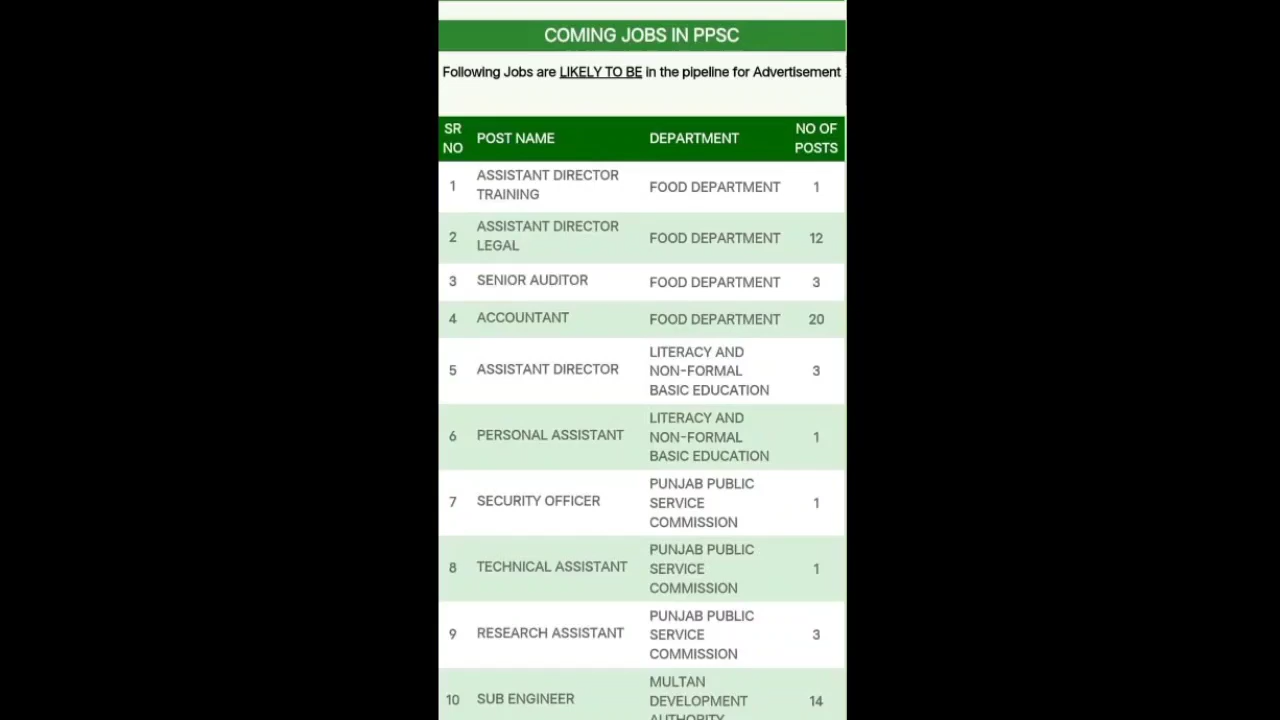 COMING JOBS IN PPSC
Following Jobs are LIKELY TO BE in the pipeline for Advertisement
SR NO POST NAME DEPARTMENT NO OF POSTS
1 ASSISTANT DIRECTOR TRAINING FOOD DEPARTMENT 1
2 ASSISTANT DIRECTOR LEGAL FOOD DEPARTMENT 12
3 SENIOR AUDITOR FOOD DEPARTMENT 3
4 ACCOUNTANT FOOD DEPARTMENT 20
5 ASSISTANT DIRECTOR LITERACY AND NON-FORMAL BASIC EDUCATION 3
6 PERSONAL ASSISTANT LITERACY AND NON-FORMAL BASIC EDUCATION 1
7 SECURITY OFFICER PUNJAB PUBLIC SERVICE COMMISSION 1
8 TECHNICAL ASSISTANT PUNJAB PUBLIC SERVICE COMMISSION 1
9 RESEARCH ASSISTANT PUNJAB PUBLIC SERVICE COMMISSION 3
10 SUB ENGINEER MULTAN DEVELOPMENT AUTHORITY 14